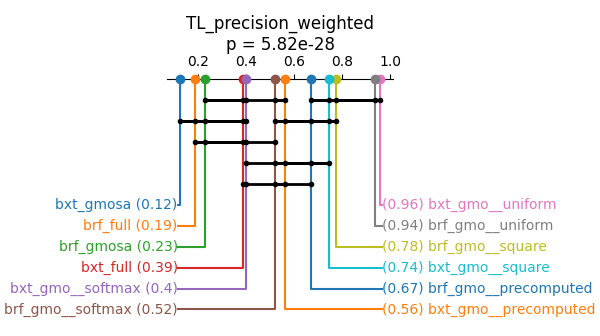 TL_precision_weighted
p = 5.82e-28
0.2 0.4 0.6 0.8 1.0
bxt_gmosa (0.12) (0.96) bxt_gmo__uniform
brf_full (0.19) (0.94) brf_gmo__uniform
brf_gmosa (0.23) (0.78) brf_gmo__square
bxt_full (0.39) (0.74) bxt_gmo__square
bxt_gmo__softmax (0.4) (0.67) brf_gmo__precomputed
brf_gmo__softmax (0.52) (0.56) bxt_gmo__precomputed